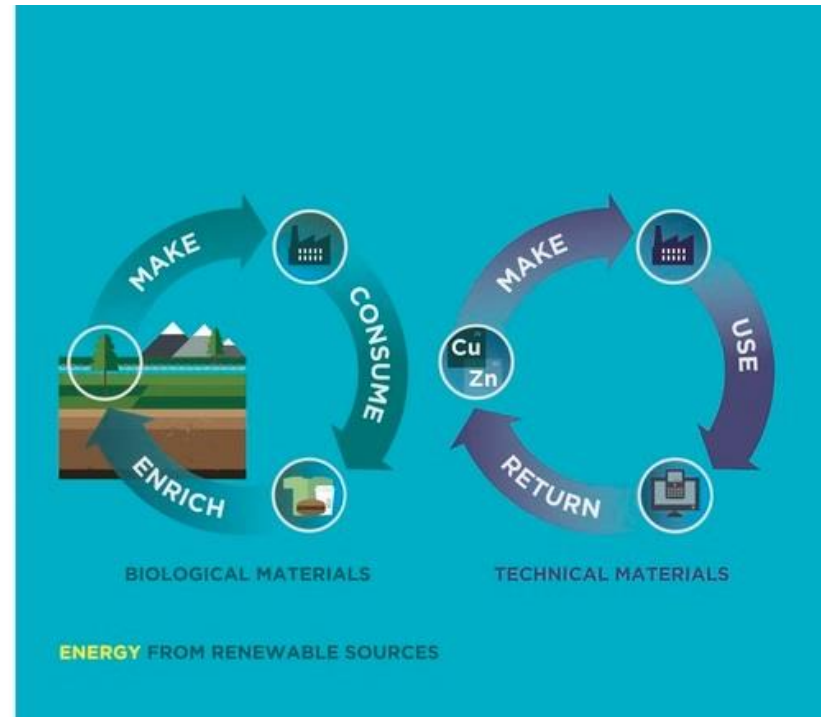 MAKE
CONSUME
ENRICH
BIOLOGICAL MATERIALS
MAKE
USE
RETURN
Cu
Zn
TECHNICAL MATERIALS
ENERGY FROM RENEWABLE SOURCES